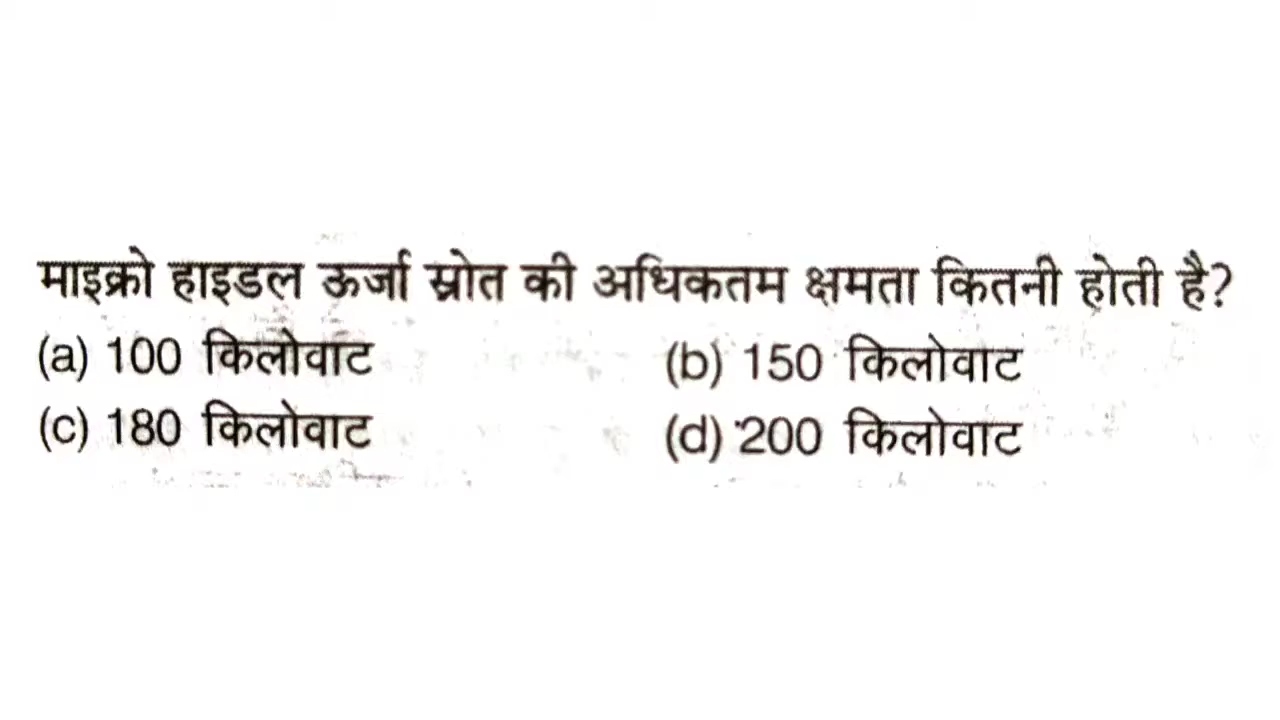 माइक्रो हाइडल ऊर्जा स्रोत की अधिकतम क्षमता कितनी होती है?
(a) 100 किलोवाट (b) 150 किलोवाट
(c) 180 किलोवाट (d) 200 किलोवाट